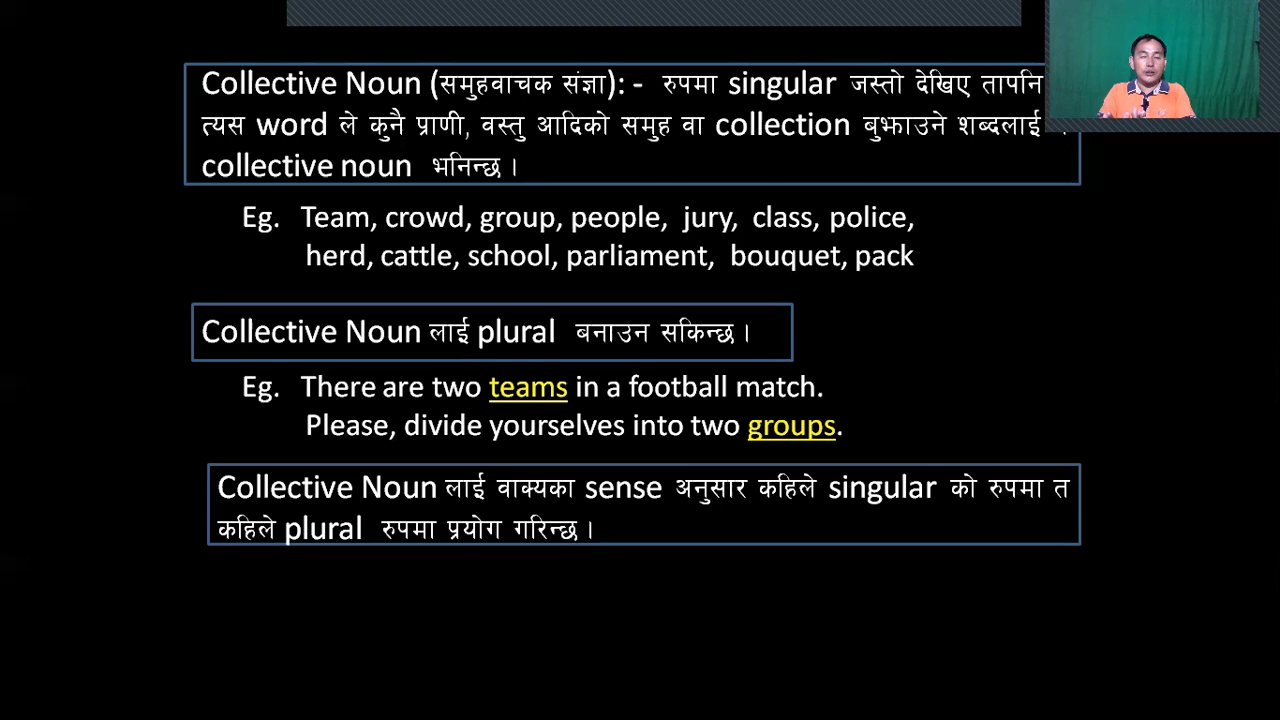 Collective Noun (समुहवाचक संज्ञा): - रुपमा singular जस्तो देखिए तापनि
त्यस word ले कुनै प्राणी, वस्तु आदिको समुह वा collection बुझाउने शब्दलाई
collective noun भनिन्छ ।
Eg. Team, crowd, group, people, jury, class, police,
herd, cattle, school, parliament, bouquet, pack
Collective Noun लाई plural बनाउन सकिन्छ ।
Eg. There are two teams in a football match.
Please, divide yourselves into two groups.
Collective Noun लाई वाक्यका sense अनुसार कहिले singular को रुपमा त
कहिले plural रुपमा प्रयोग गरिन्छ ।